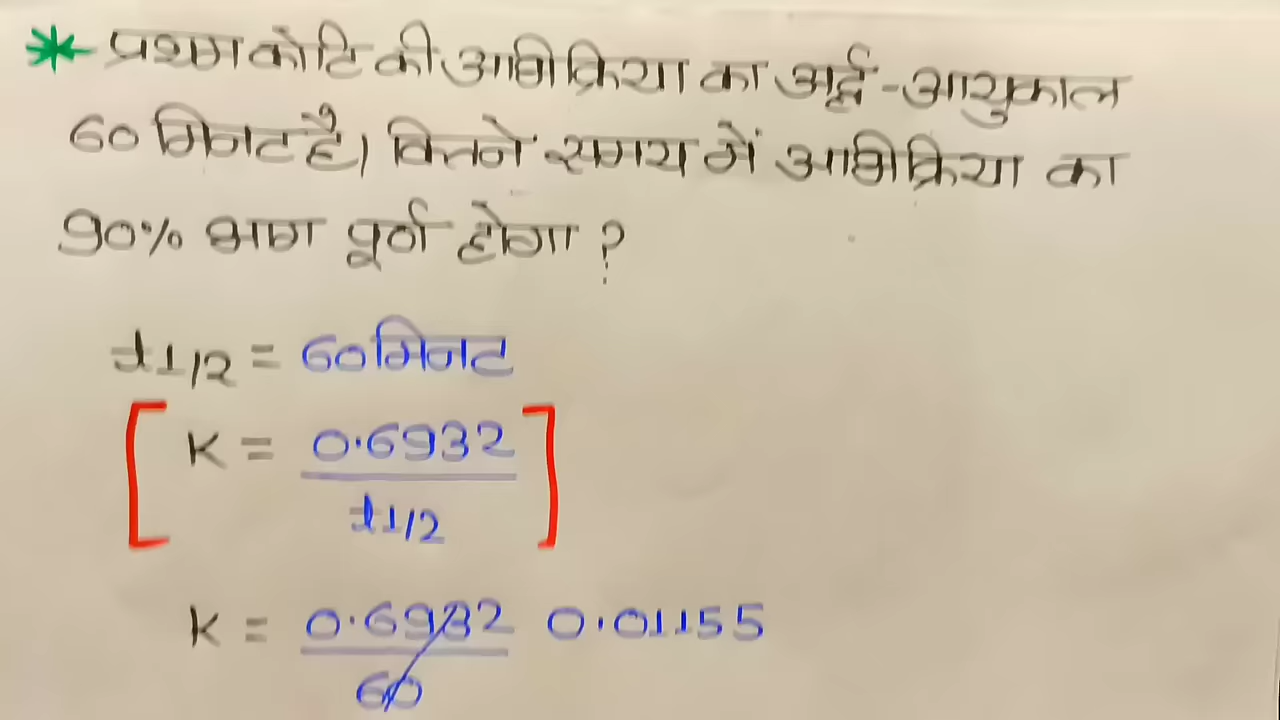 * प्रथम कोटि की अभिक्रिया का अर्द्ध-आयुकाल
60 मिनट है। कितने समय में अभिक्रिया का
90% भाग पूर्ण होगा ?
t1/2 = 60 मिनट
[ K = 0.6932 / t1/2 ]
K = 0.6932 / 60 0.01155